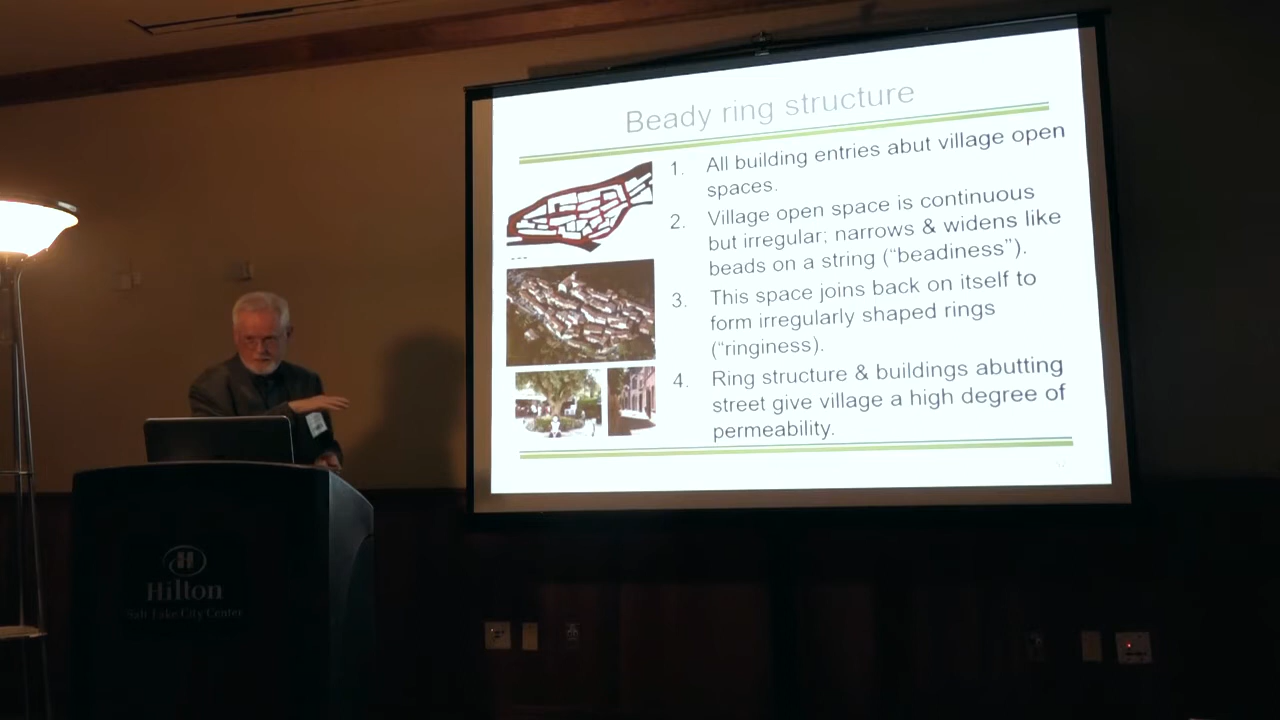 Beady ring structure
1. All building entries abut village open
spaces.
2. Village open space is continuous
but irregular; narrows & widens like
beads on a string (“beadiness”).
3. This space joins back on itself to
form irregularly shaped rings
(“ringiness).
4. Ring structure & buildings abutting
street give village a high degree of
permeability.
H
Hilton
Salt Lake City Center